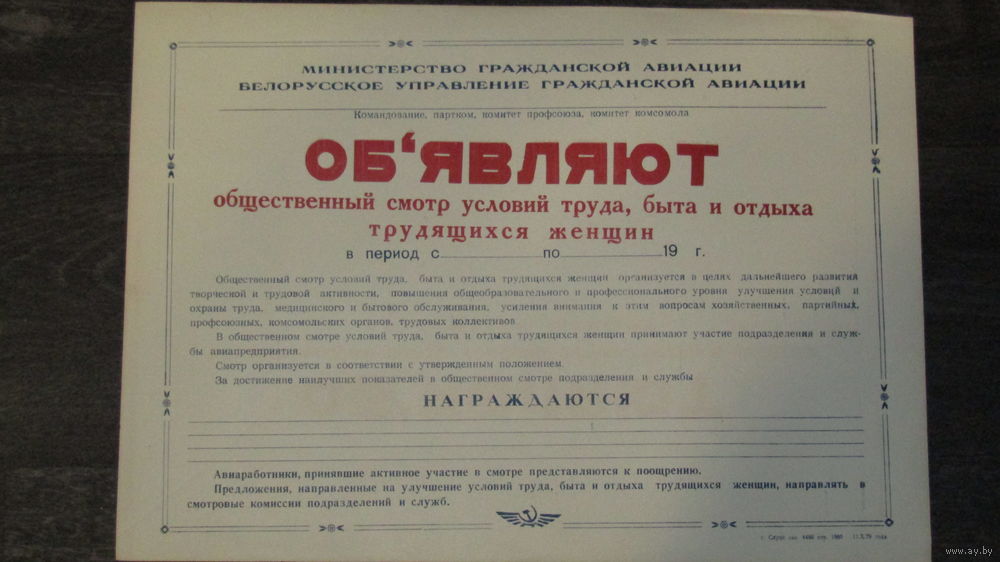 МИНИСТЕРСТВО ГРАЖДАНСКОЙ АВИАЦИИ
БЕЛОРУССКОЕ УПРАВЛЕНИЕ ГРАЖДАНСКОЙ АВИАЦИИ
Командование, партком, комитет профсоюза, комитет комсомола
ОБ‘ЯВЛЯЮТ
общественный смотр условий труда, быта и отдыха
трудящихся женщин
в период с по 19 г.
Общественный смотр условий труда, быта и отдыха трудящихся женщин организуется в целях дальнейшего развития
творческой и трудовой активности, повышения общеобразовательного и профессионального уровня улучшения условий и
охраны труда, медицинского и бытового обслуживания, усиления внимания к этим вопросам хозяйственных, партийных,
профсоюзных, комсомольских органов, трудовых коллективов.
В общественном смотре условий труда, быта и отдыха трудящихся женщин принимают участие подразделения и служ-
бы авиапредприятия.
Смотр организуется в соответствии с утвержденным положением.
За достижение наилучших показателей в общественном смотре подразделения и службы
НАГРАЖДАЮТСЯ
Авиаработники, принявшие активное участие в смотре представляются к поощрению.
Предложения, направленные на улучшение условий труда, быта и отдыха трудящихся женщин, направлять в
смотровые комиссии подразделений и служб.
г. Слуцк зак. тир. 11.X.79 года
www.ay.by